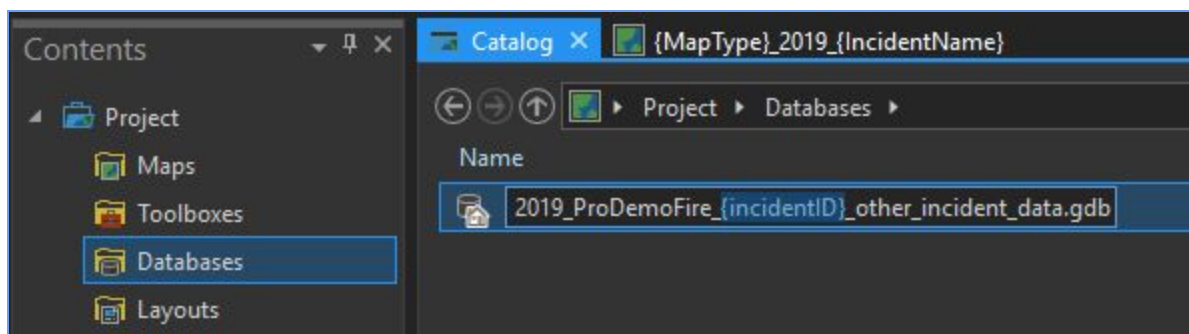 Contents
Catalog
{MapType}_2019_{IncidentName}
Project
Project
Databases
Maps
Name
Toolboxes
2019_ProDemoFire_{incidentID}_other_incident_data.gdb
Databases
Layouts